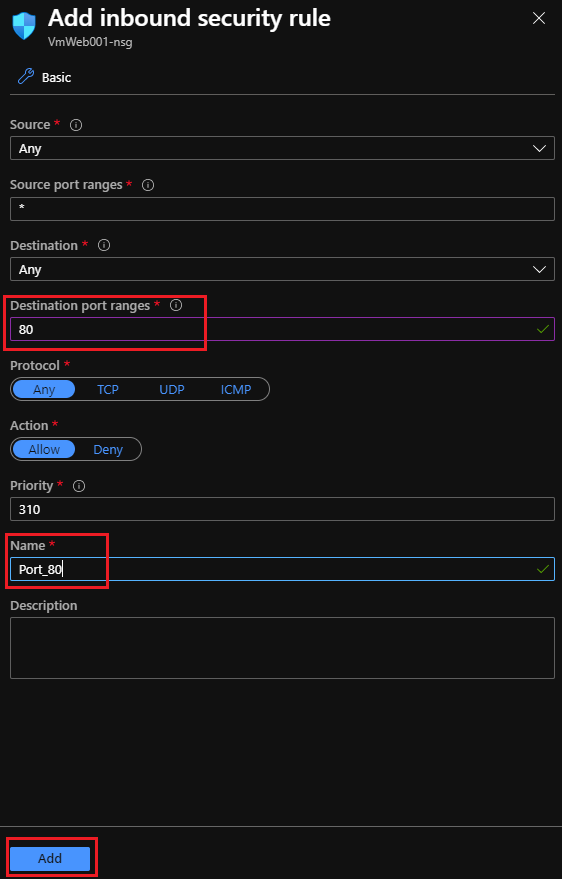 Add inbound security rule
VmWeb001-nsg
Basic
Source *
Any
Source port ranges *
*
Destination *
Any
Destination port ranges *
80
Protocol *
Any TCP UDP ICMP
Action *
Allow Deny
Priority *
310
Name *
Port_80
Description
Add